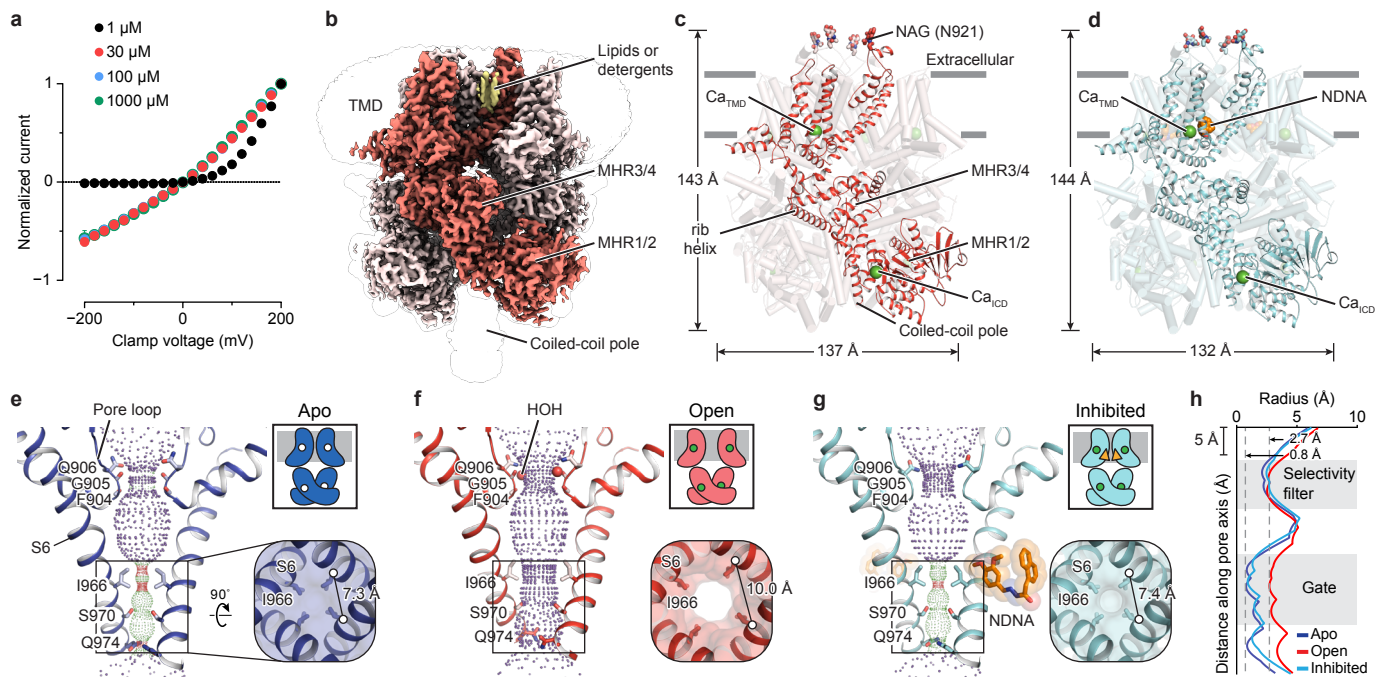 a
1 µM
30 µM
100 µM
1000 µM
1
0
−1
Normalized current
−200
0
200
Clamp voltage (mV)
b
TMD
Lipids or
detergents
MHR3/4
MHR1/2
Coiled-coil pole
c
NAG (N921)
Extracellular
CaTMD
143 Å
MHR3/4
rib
helix
MHR1/2
CaICD
Coiled-coil pole
137 Å
d
CaTMD
NDNA
144 Å
CaICD
132 Å
e
Pore loop
Apo
Q906
G905
F904
S6
I966
S970
Q974
90°
S6
I966
7.3 Å
f
HOH
Open
Q906
G905
F904
I966
S970
Q974
S6
I966
10.0 Å
g
Inhibited
Q906
G905
F904
I966
S970
Q974
NDNA
S6
I966
7.4 Å
h
Radius (Å)
0
5
10
5 Å
2.7 Å
0.8 Å
Selectivity
filter
Gate
Distance along pore axis (Å)
Apo
Open
Inhibited